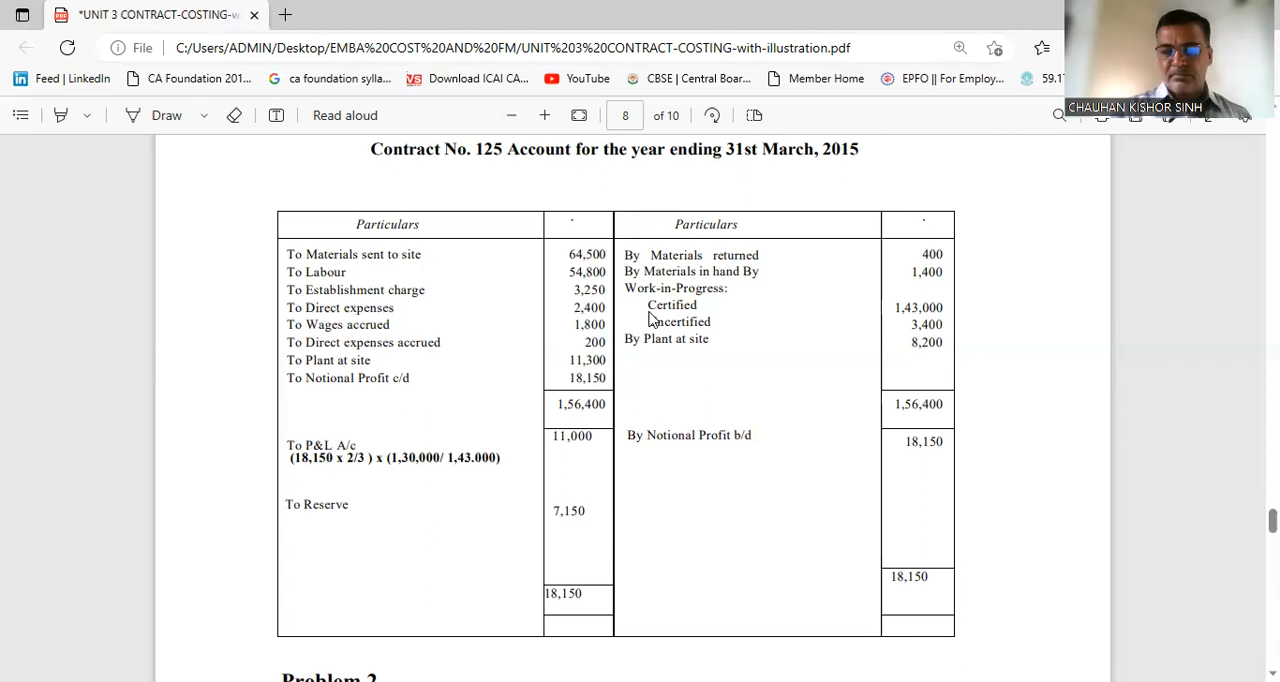 *UNIT 3 CONTRACT-COSTING-w
File C:/Users/ADMIN/Desktop/EMBA%20COST%20AND%20FM/UNIT%203%20CONTRACT-COSTING-with-illustration.pdf
Feed | LinkedIn CA Foundation 201... ca foundation sylla... Download ICAI CA... YouTube CBSE | Central Boar... Member Home EPFO || For Employ... 59.1
CHAUHAN KISHOR SINH
Draw Read aloud 8 of 10
Contract No. 125 Account for the year ending 31st March, 2015
Particulars ` Particulars `
To Materials sent to site 64,500 By Materials returned 400
To Labour 54,800 By Materials in hand By 1,400
To Establishment charge 3,250 Work-in-Progress:
To Direct expenses 2,400 Certified 1,43,000
To Wages accrued 1,800 3,400
To Direct expenses accrued 200 By Plant at site 8,200
To Plant at site 11,300
To Notional Profit c/d 18,150
1,56,400 1,56,400
To P&L A/c 11,000 By Notional Profit b/d 18,150
(18,150 x 2/3 ) x (1,30,000/ 1,43.000)
To Reserve 7,150
18,150 18,150
Problem 2